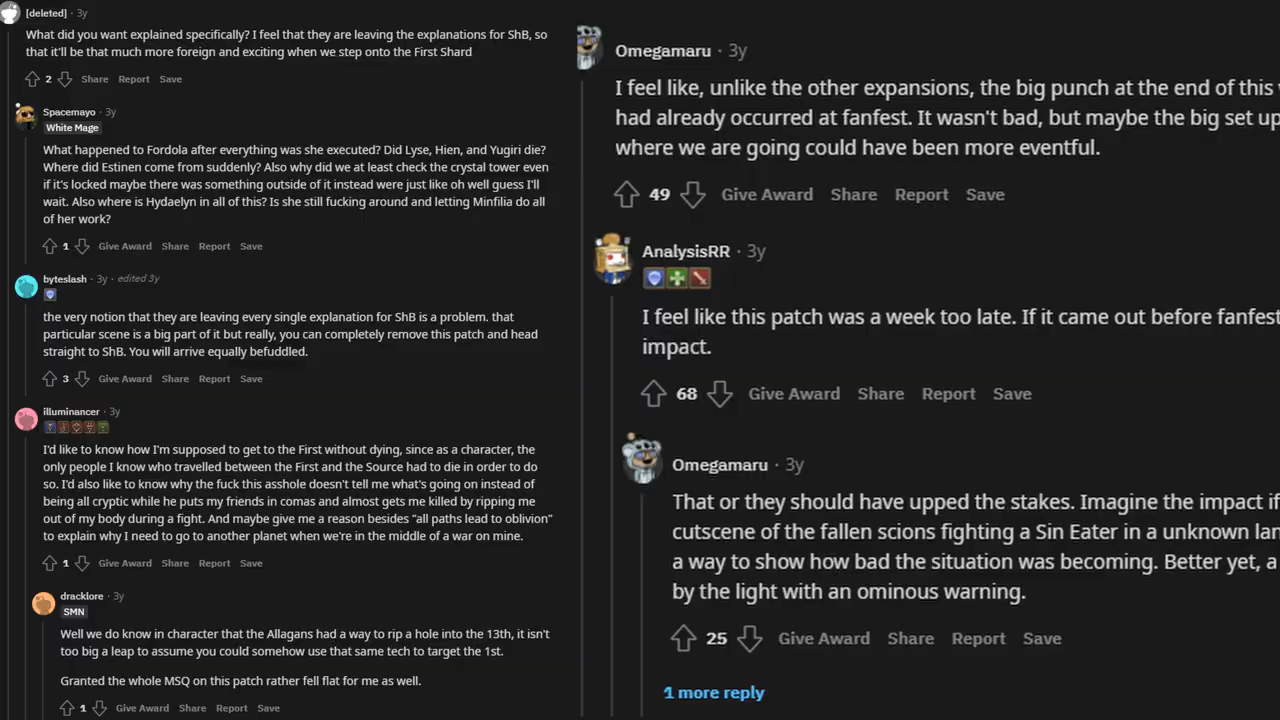 [deleted] · 3y
What did you want explained specifically? I feel that they are leaving the explanations for ShB, so
that it'll be that much more foreign and exciting when we step onto the First Shard
2 Share Report Save
Spacemayo · 3y
White Mage
What happened to Fordola after everything was she executed? Did Lyse, Hien, and Yugiri die?
Where did Estinen come from suddenly? Also why did we at least check the crystal tower even
if it's locked maybe there was something outside of it instead were just like oh well guess I'll
wait. Also where is Hydaelyn in all of this? Is she still fucking around and letting Minfilia do all
of her work?
1 Give Award Share Report Save
byteslash · 3y · edited 3y
the very notion that they are leaving every single explanation for ShB is a problem. that
particular scene is a big part of it but really, you can completely remove this patch and head
straight to ShB. You will arrive equally befuddled.
3 Give Award Share Report Save
illuminancer · 3y
I'd like to know how I'm supposed to get to the First without dying, since as a character, the
only people I know who travelled between the First and the Source had to die in order to do
so. I'd also like to know why the fuck this asshole doesn't tell me what's going on instead of
being all cryptic while he puts my friends in comas and almost gets me killed by ripping me
out of my body during a fight. And maybe give me a reason besides "all paths lead to oblivion"
to explain why I need to go to another planet when we're in the middle of a war on mine.
1 Give Award Share Report Save
dracklore · 3y
SMN
Well we do know in character that the Allagans had a way to rip a hole into the 13th, it isn't
too big a leap to assume you could somehow use that same tech to target the 1st.
Granted the whole MSQ on this patch rather fell flat for me as well.
1 Give Award Share Report Save
Omegamaru · 3y
I feel like, unlike the other expansions, the big punch at the end of this
had already occurred at fanfest. It wasn't bad, but maybe the big set up
where we are going could have been more eventful.
49 Give Award Share Report Save
AnalysisRR · 3y
I feel like this patch was a week too late. If it came out before fanfest
impact.
68 Give Award Share Report Save
Omegamaru · 3y
That or they should have upped the stakes. Imagine the impact if
cutscene of the fallen scions fighting a Sin Eater in a unknown lan
a way to show how bad the situation was becoming. Better yet, a
by the light with an ominous warning.
25 Give Award Share Report Save
1 more reply